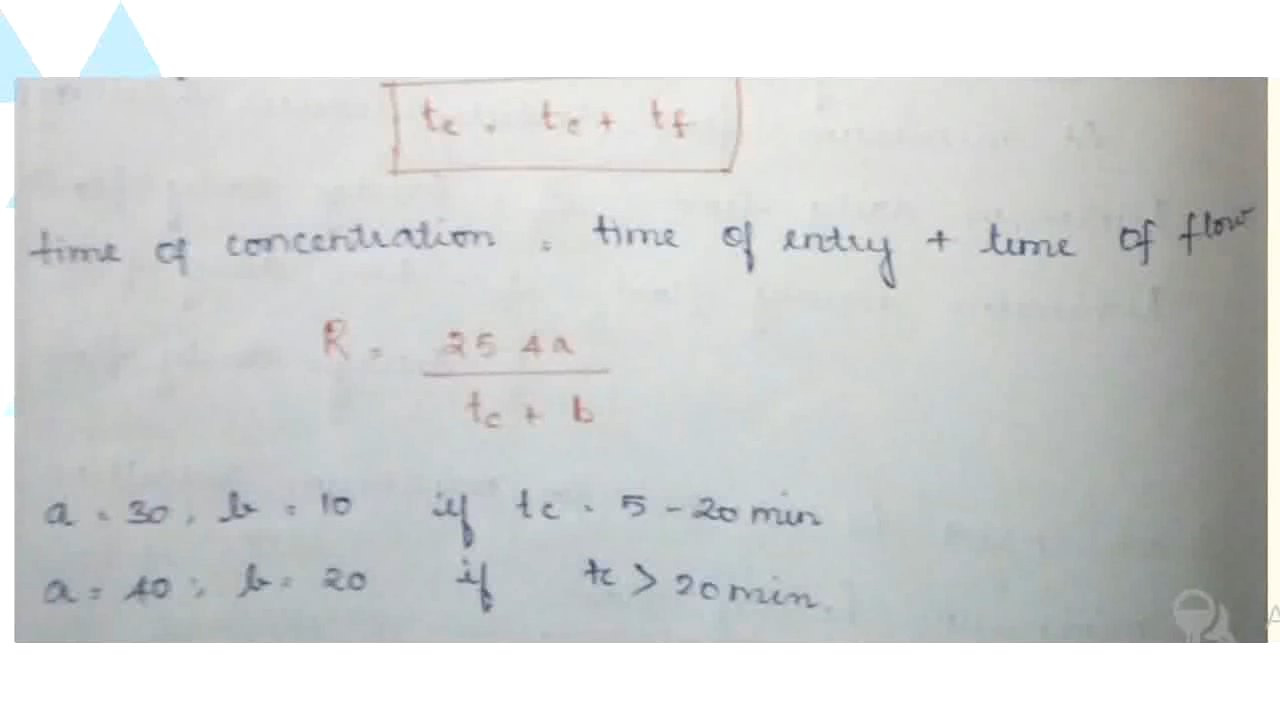 tc = te + tf
time of concentration = time of entry + time of flow
R = 25.4a / tc + b
a = 30, b = 10 if tc = 5 - 20 min
a = 40, b = 20 if tc > 20 min.